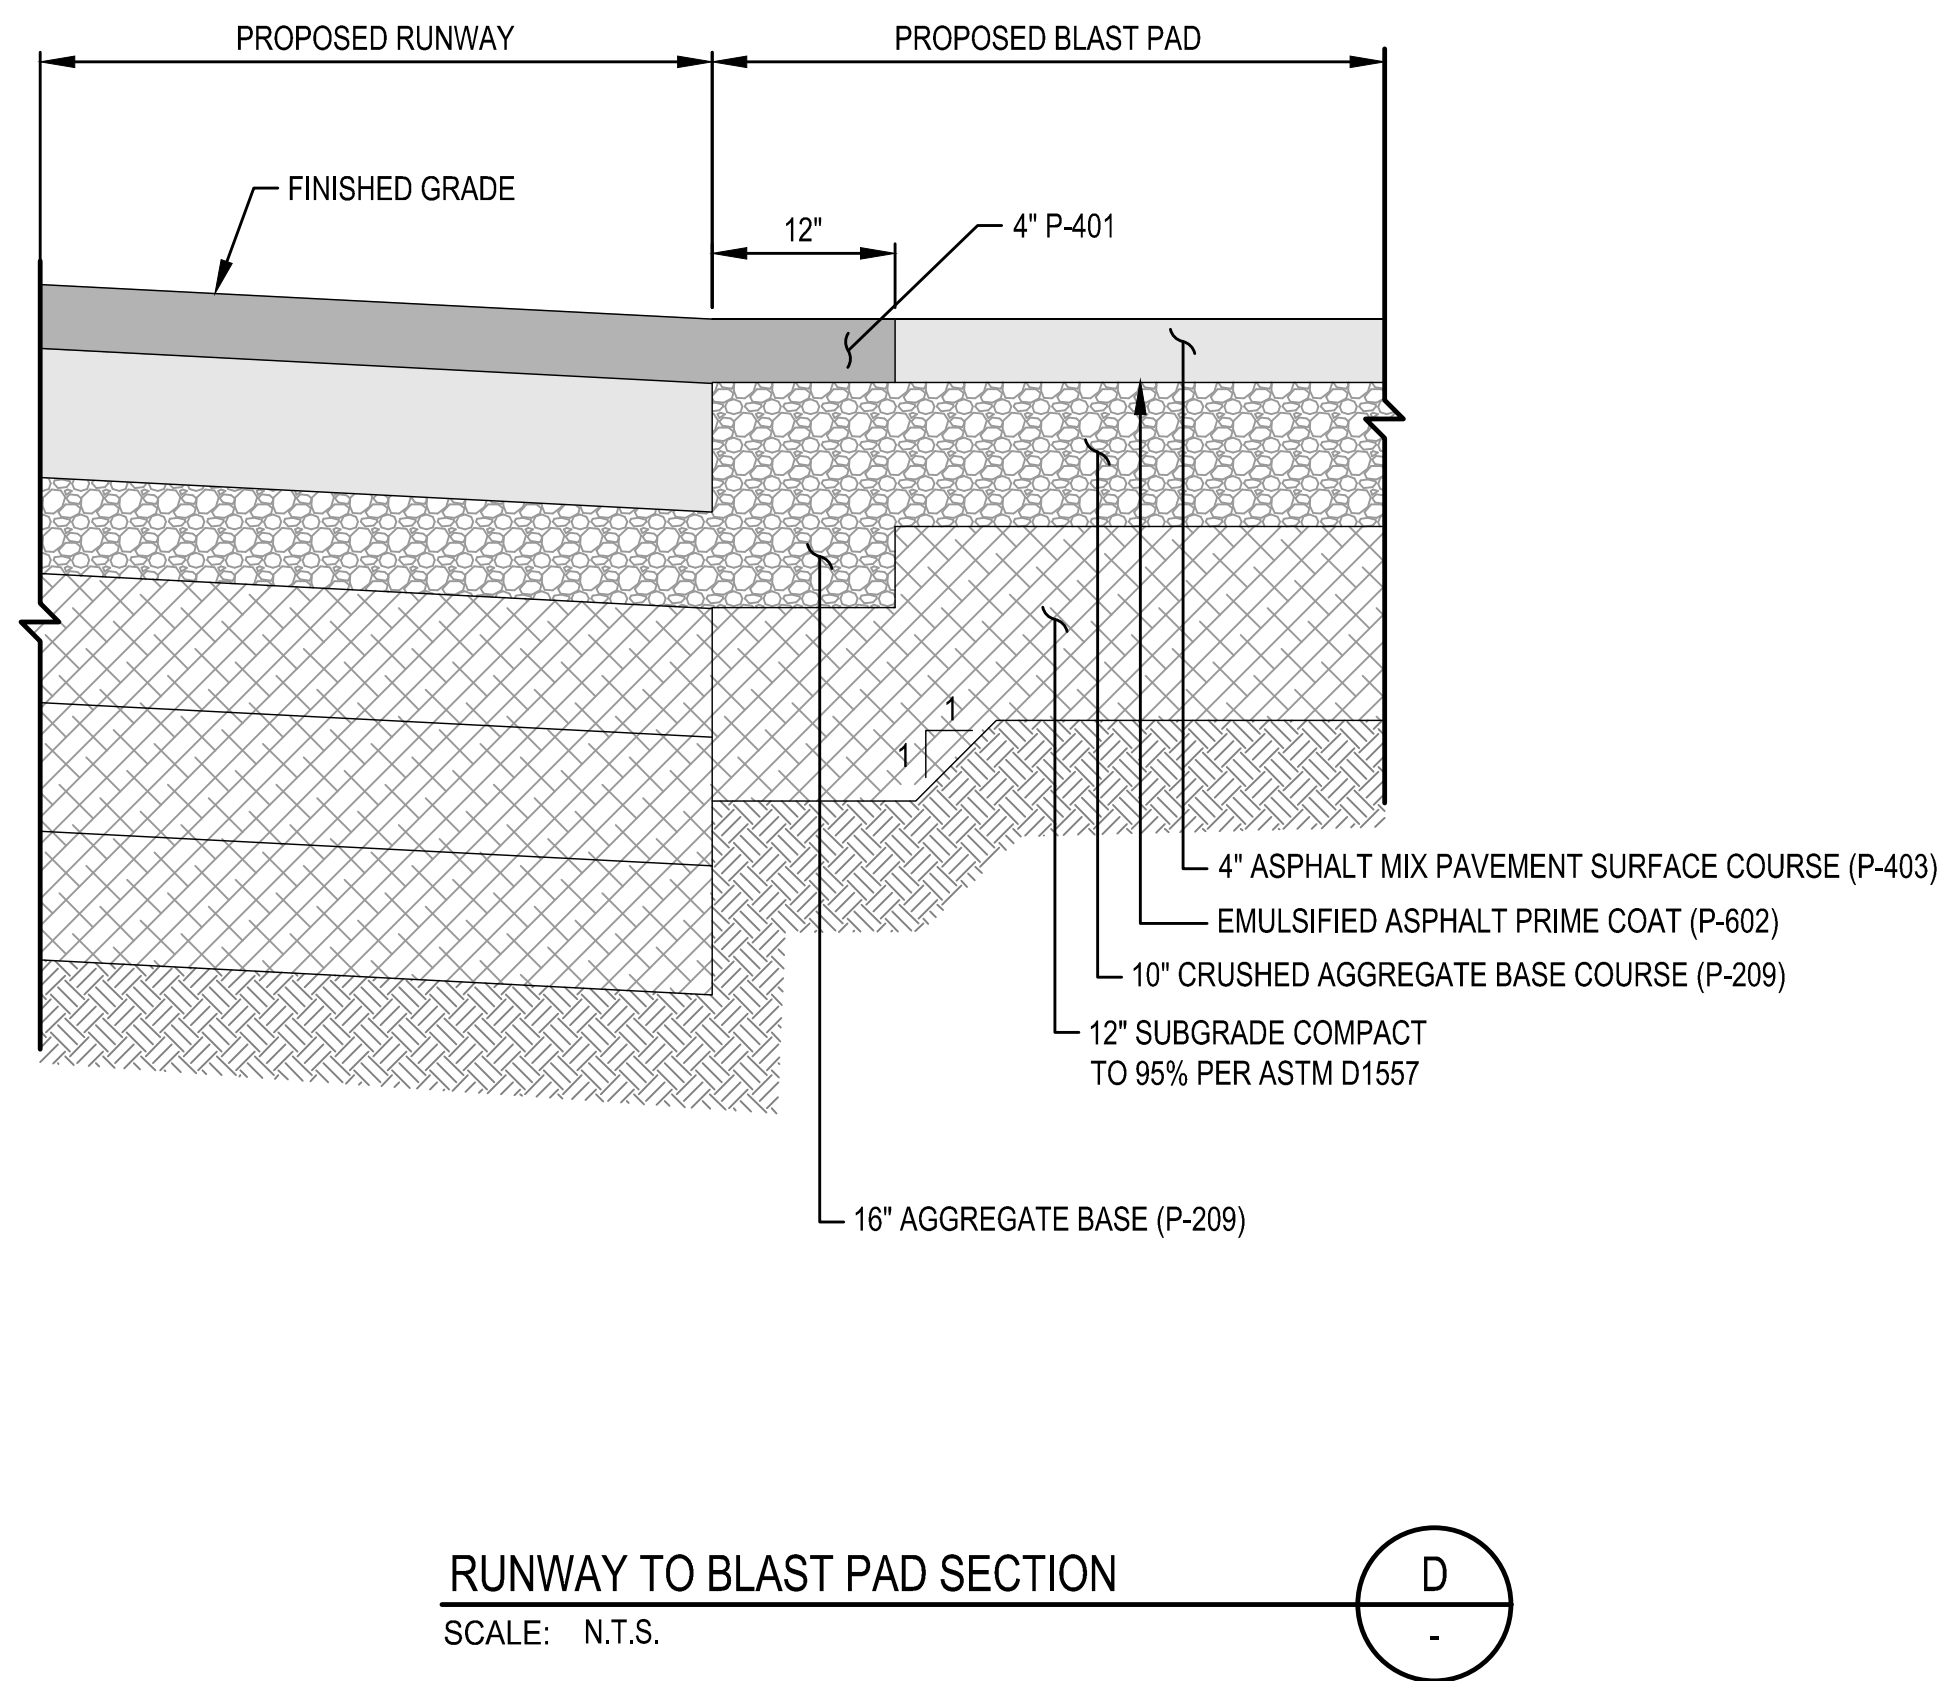 PROPOSED RUNWAY
PROPOSED BLAST PAD
FINISHED GRADE
12"
4" P-401
1
1
4" ASPHALT MIX PAVEMENT SURFACE COURSE (P-403)
EMULSIFIED ASPHALT PRIME COAT (P-602)
10" CRUSHED AGGREGATE BASE COURSE (P-209)
12" SUBGRADE COMPACT
TO 95% PER ASTM D1557
16" AGGREGATE BASE (P-209)
RUNWAY TO BLAST PAD SECTION
SCALE: N.T.S.
D
-